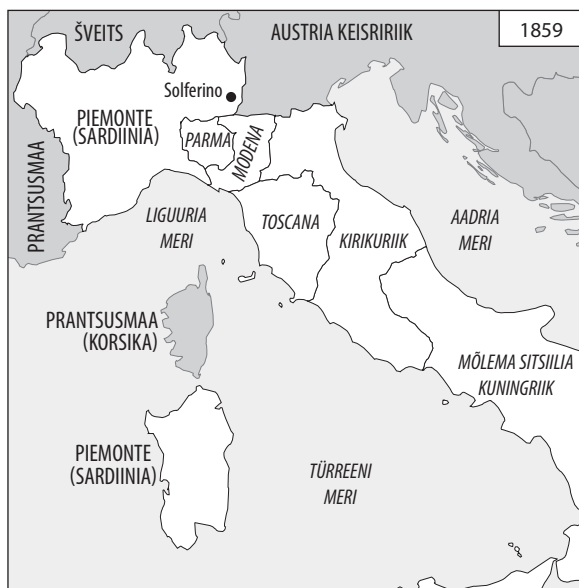 ŠVEITS
AUSTRIA KEISRIRIIK
1859
Solferino
PIEMONTE
(SARDIINIA)
PARMA
MODENA
PRANTSUSMAA
LIGUURIA
MERI
TOSCANA
KIRIKURIIK
AADRIA
MERI
PRANTSUSMAA
(KORSIKA)
MÕLEMA SITSIILIA
KUNINGRIIK
PIEMONTE
(SARDIINIA)
TÜRREENI
MERI